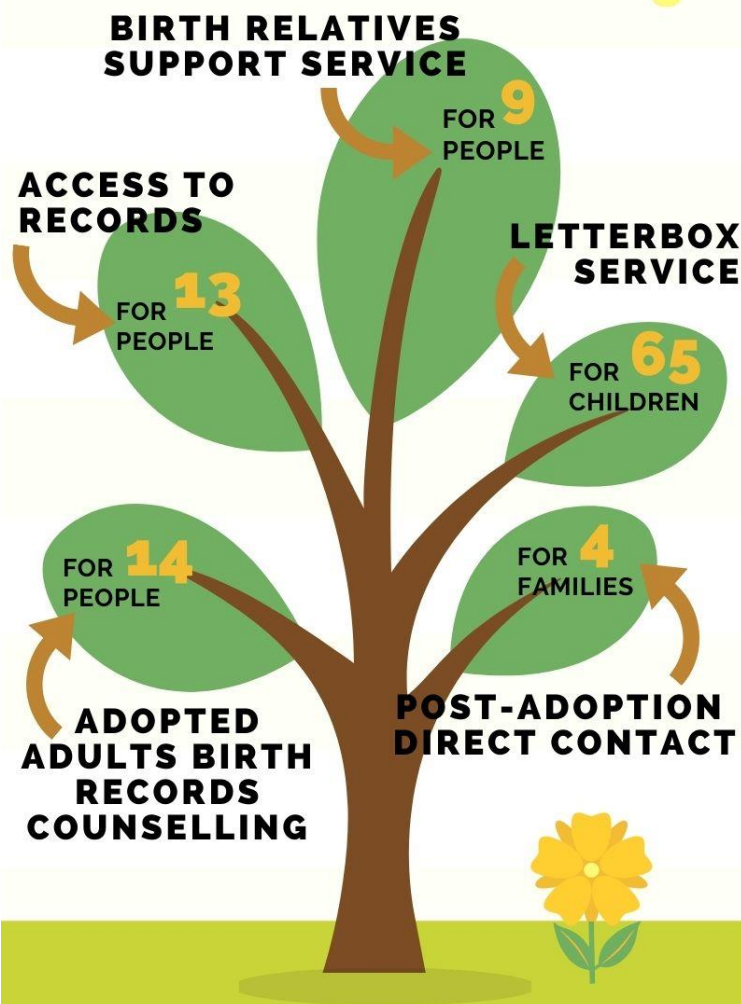 BIRTH RELATIVES
SUPPORT SERVICE
FOR 9
PEOPLE
ACCESS TO
RECORDS
FOR 13
PEOPLE
LETTERBOX
SERVICE
FOR 65
CHILDREN
FOR 14
PEOPLE
ADOPTED
ADULTS BIRTH
RECORDS
COUNSELLING
FOR 4
FAMILIES
POST-ADOPTION
DIRECT CONTACT